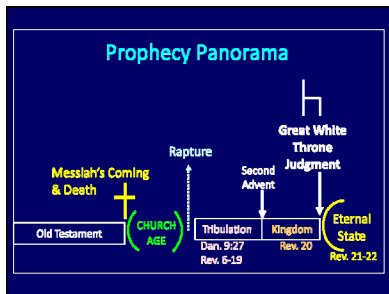 Prophecy Panorama
Great White
Throne
Judgment
Rapture
Messiah's Coming
& Death
Second
Advent
Old Testament
CHURCH
AGE
Tribulation
Kingdom
Eternal
State
Dan. 9:27
Rev. 6-19
Rev. 20
Rev. 21-22